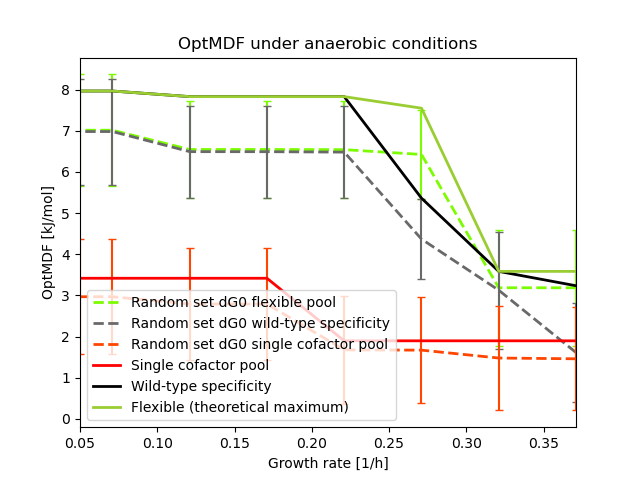 OptMDF under anaerobic conditions
OptMDF [kJ/mol]
8
7
6
5
4
3
2
1
0
Random set dG0 flexible pool
Random set dG0 wild-type specificity
Random set dG0 single cofactor pool
Single cofactor pool
Wild-type specificity
Flexible (theoretical maximum)
0.05 0.10 0.15 0.20 0.25 0.30 0.35
Growth rate [1/h]